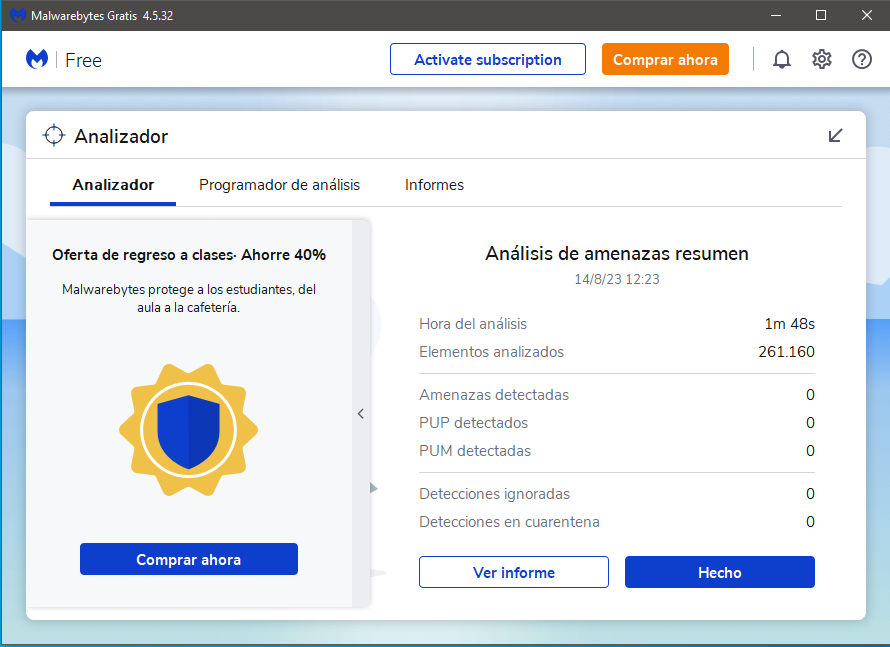 Malwarebytes Gratis 4.5.32
Free
Activate subscription
Comprar ahora
Analizador
Analizador
Programador de análisis
Informes
Oferta de regreso a clases· Ahorre 40%
Malwarebytes protege a los estudiantes, del
aula a la cafetería.
Comprar ahora
Análisis de amenazas resumen
14/8/23 12:23
Hora del análisis 1m 48s
Elementos analizados 261.160
Amenazas detectadas 0
PUP detectados 0
PUM detectadas 0
Detecciones ignoradas 0
Detecciones en cuarentena 0
Ver informe
Hecho